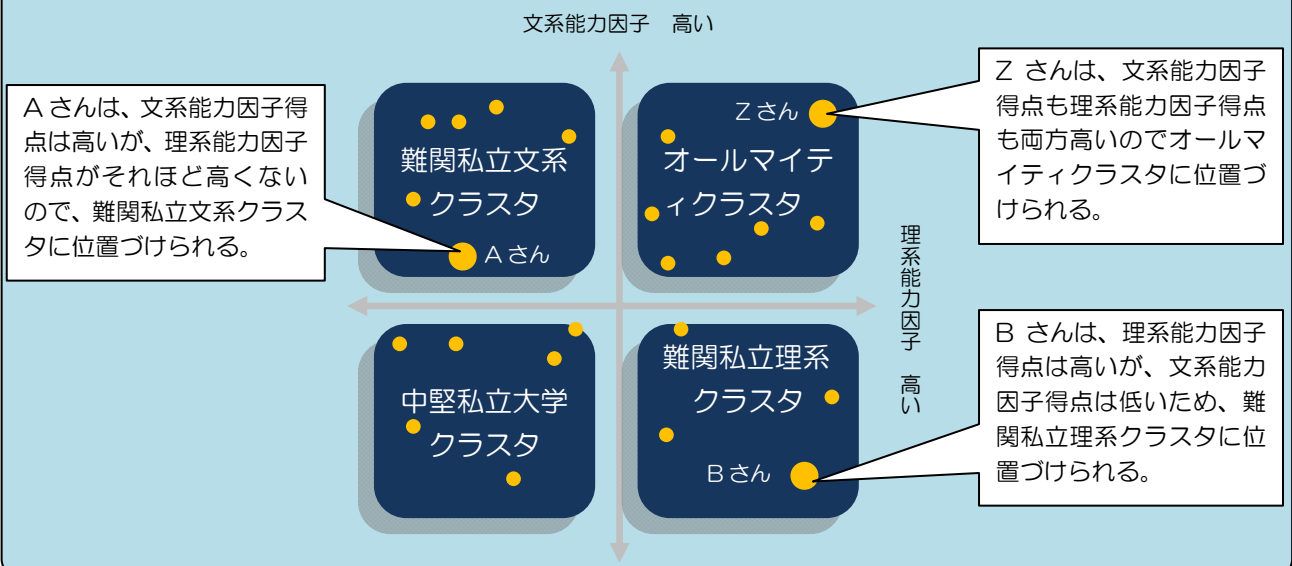 文系能力因子　高い
Aさんは、文系能力因子得
点は高いが、理系能力因子
得点がそれほど高くない
ので、難関私立文系クラス
タに位置づけられる。
難関私立文系
クラスタ
Aさん
Zさん
オールマイテ
ィクラスタ
Z さんは、文系能力因子
得点も理系能力因子得点
も両方高いのでオールマ
イティクラスタに位置づ
けられる。
理系能力因子　高い
中堅私立大学
クラスタ
難関私立理系
クラスタ
Bさん
B さんは、理系能力因子
得点は高いが、文系能力
因子得点は低いため、難
関私立理系クラスタに位
置づけられる。